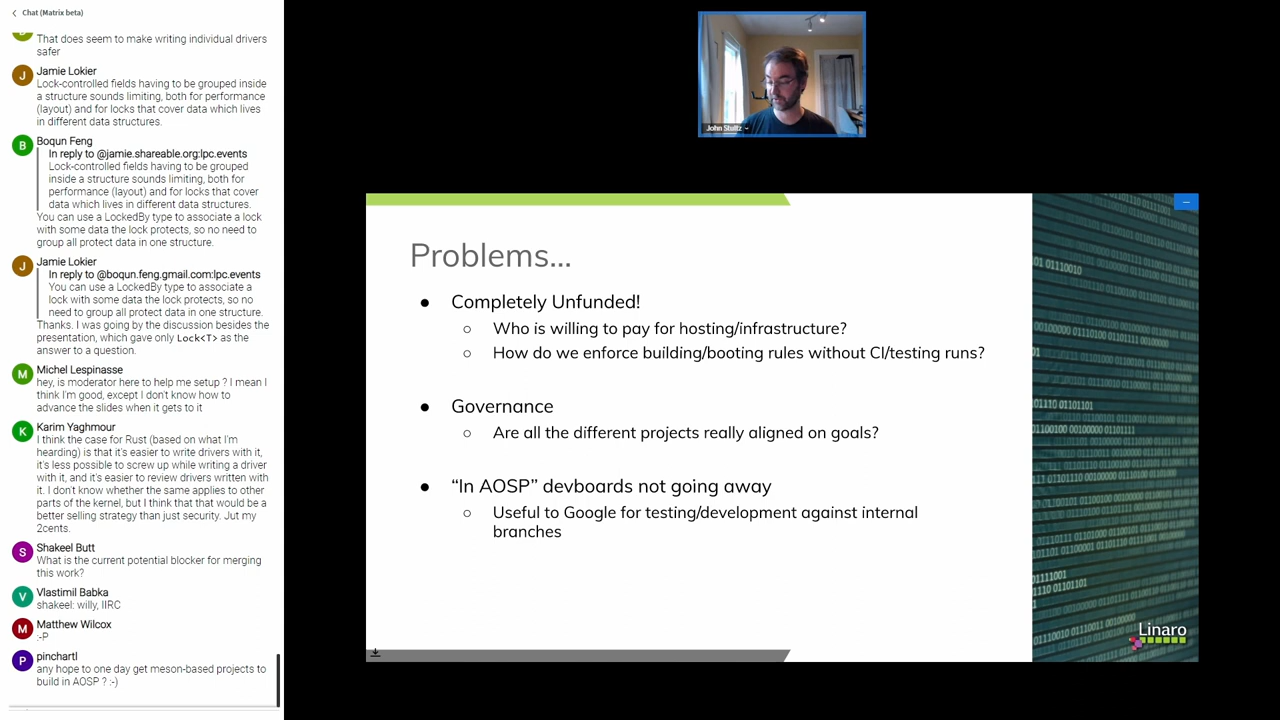 Chat (Matrix beta)
That does seem to make writing individual drivers
safer
J
Jamie Lokier
Lock-controlled fields having to be grouped inside
a structure sounds limiting, both for performance
(layout) and for locks that cover data which lives
in different data structures.
B
Boqun Feng
In reply to @jamie.shareable.org:lpc.events
Lock-controlled fields having to be grouped
inside a structure sounds limiting, both for
performance (layout) and for locks that cover
data which lives in different data structures.
You can use a LockedBy type to associate a lock
with some data the lock protects, so no need to
group all protect data in one structure.
J
Jamie Lokier
In reply to @boqun.feng.gmail.com:lpc.events
You can use a LockedBy type to associate a
lock with some data the lock protects, so no
need to group all protect data in one structure.
Thanks. I was going by the discussion besides the
presentation, which gave only Lock<T> as the
answer to a question.
M
Michel Lespinasse
hey, is moderator here to help me setup ? I mean I
think I'm good, except I don't know how to
advance the slides when it gets to it
K
Karim Yaghmour
I think the case for Rust (based on what I'm
hearding) is that it's easier to write drivers with it,
it's less possible to screw up while writing a driver
with it, and it's easier to review drivers written with
it. I don't know whether the same applies to other
parts of the kernel, but I think that that would be a
better selling strategy than just security. Jut my
2cents.
S
Shakeel Butt
What is the current potential blocker for merging
this work?
V
Vlastimil Babka
shakeel: willy, IIRC
M
Matthew Wilcox
:-P
P
pinchartl
any hope to one day get meson-based projects to
build in AOSP ? :-)
John Stultz
Problems...
● Completely Unfunded!
○ Who is willing to pay for hosting/infrastructure?
○ How do we enforce building/booting rules without CI/testing runs?
● Governance
○ Are all the different projects really aligned on goals?
● “In AOSP” devboards not going away
○ Useful to Google for testing/development against internal
branches
Linaro